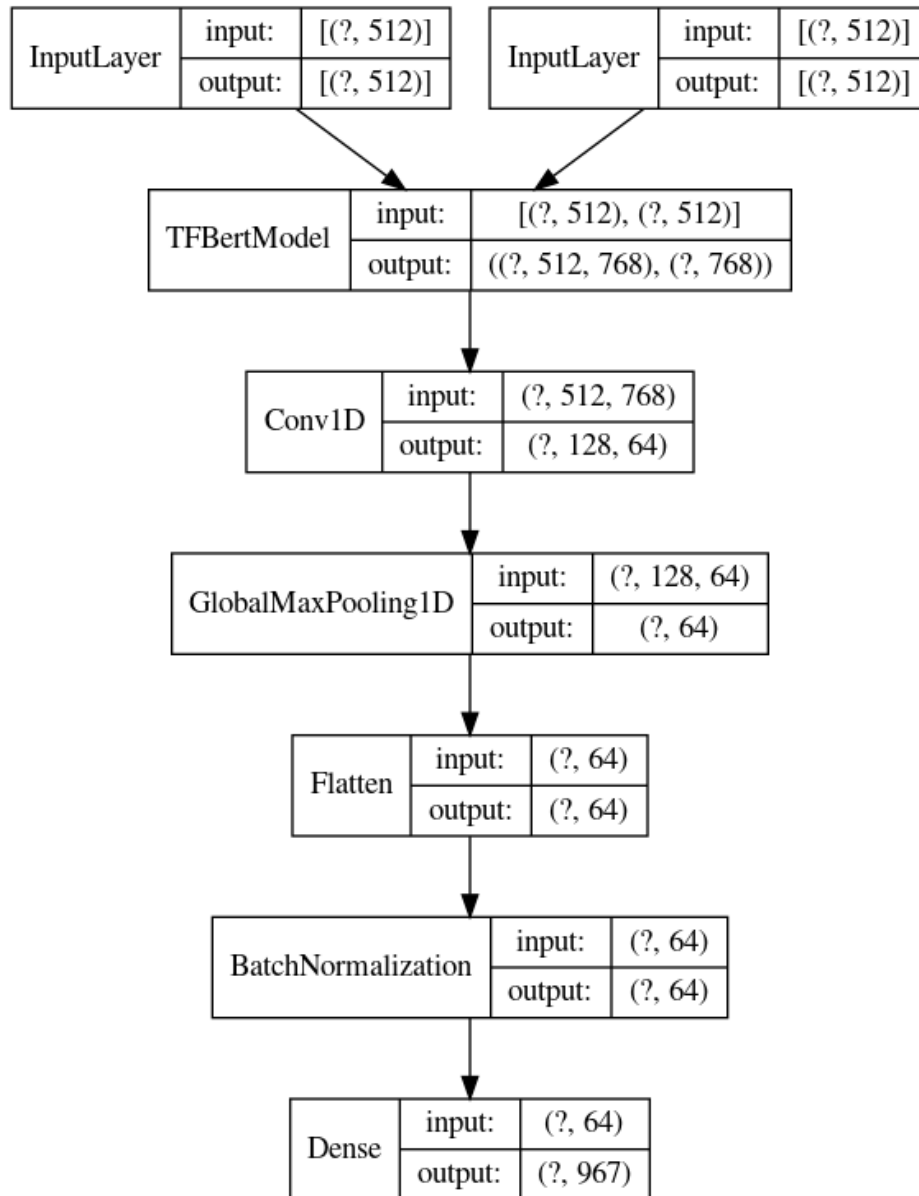 InputLayer input: [(?, 512)] output: [(?, 512)]
InputLayer input: [(?, 512)] output: [(?, 512)]
TFBertModel input: [(?, 512), (?, 512)] output: ((?, 512, 768), (?, 768))
Conv1D input: (?, 512, 768) output: (?, 128, 64)
GlobalMaxPooling1D input: (?, 128, 64) output: (?, 64)
Flatten input: (?, 64) output: (?, 64)
BatchNormalization input: (?, 64) output: (?, 64)
Dense input: (?, 64) output: (?, 967)